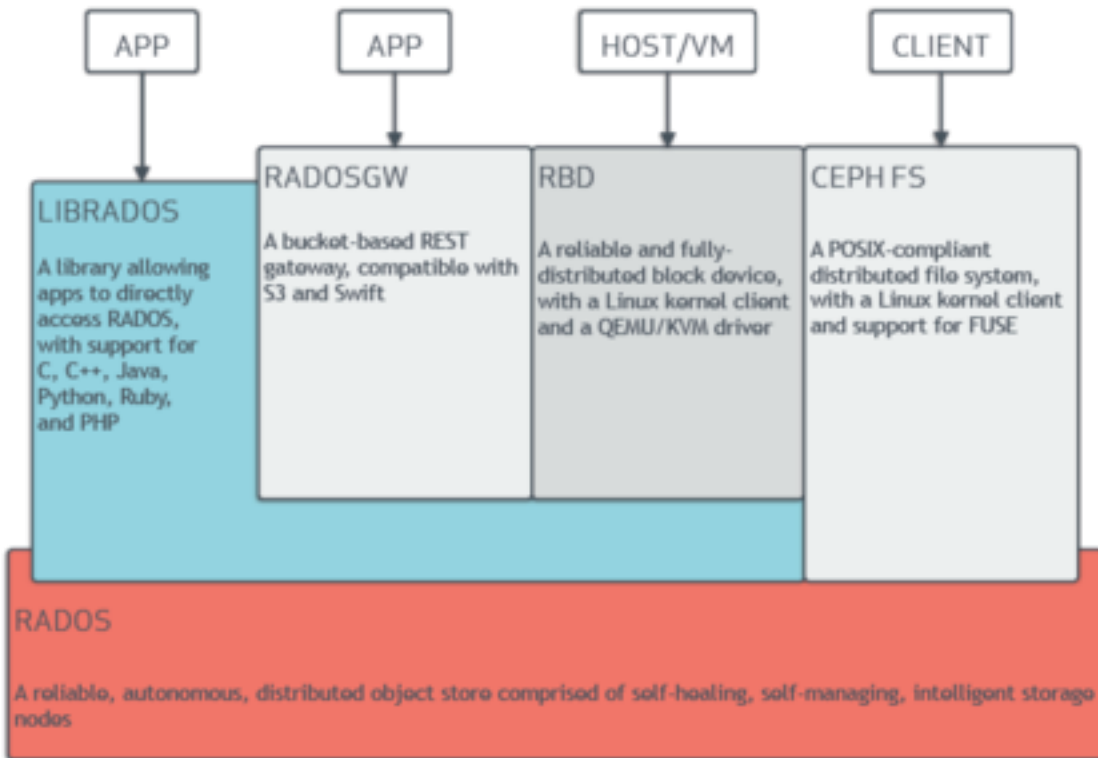 APP
APP
HOST/VM
CLIENT
LIBRADOS
A library allowing
apps to directly
access RADOS,
with support for
C, C++, Java,
Python, Ruby,
and PHP
RADOSGW
A bucket-based REST
gateway, compatible with
S3 and Swift
RBD
A reliable and fully-
distributed block device,
with a Linux kernel client
and a QEMU/KVM driver
CEPH FS
A POSIX-compliant
distributed file system,
with a Linux kernel client
and support for FUSE
RADOS
A reliable, autonomous, distributed object store comprised of self-healing, self-managing, intelligent storage
nodes